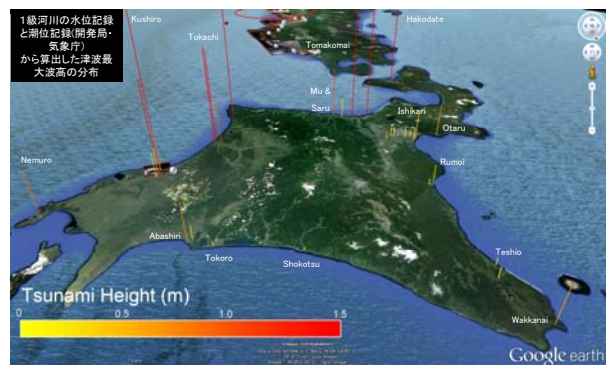 1級河川の水位記録
と潮位記録(開発局・
気象庁)
から算出した津波最
大波高の分布
Kushiro
Hakodate
Tokachi
Tomakomai
Mu &
Saru
Ishikari
Otaru
Nemuro
Rumoi
Abashiri
Tokoro
Shokotsu
Teshio
Wakkanai
Tsunami Height (m)
0 0.5 1.0 1.5
Google earth